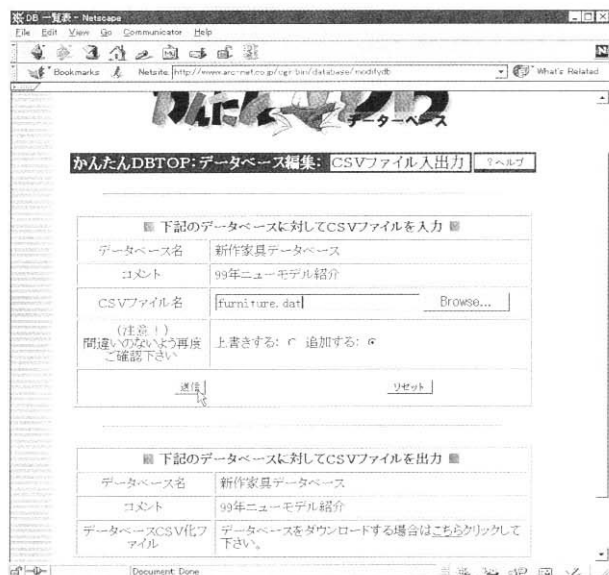 DB 一覧表 - Netscape
File Edit View Go Communicator Help
Bookmarks Netsite: http://www.arc-net.co.jp/cgi-bin/database/modifydb What's Related
かんたんDB
データーベース
かんたんDBTOP:データーベース編集: CSVファイル入出力 ?ヘルプ
下記のデータベースに対してCSVファイルを入力
データベース名 新作家具データベース
コメント 99年ニューモデル紹介
CSVファイル名 furniture.dat Browse...
(注意!)
間違いのないよう再度
ご確認下さい
上書きする: 追加する:
送信 リセット
下記のデータベースに対してCSVファイルを出力
データベース名 新作家具データベース
コメント 99年ニューモデル紹介
データベースCSV化フ
ァイル
データベースをダウンロードする場合はこちらクリックして
下さい。
Document: Done